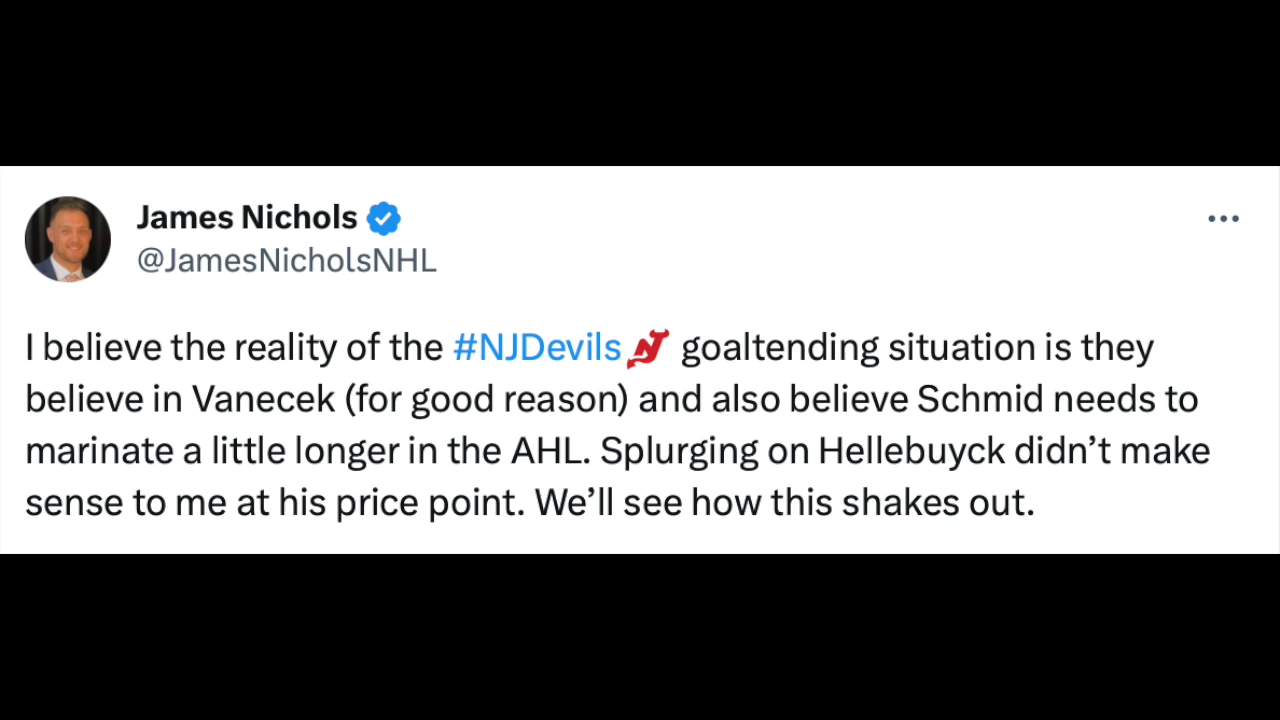 James Nichols
@JamesNicholsNHL
I believe the reality of the #NJDevils goaltending situation is they
believe in Vanecek (for good reason) and also believe Schmid needs to
marinate a little longer in the AHL. Splurging on Hellebuyck didn’t make
sense to me at his price point. We’ll see how this shakes out.